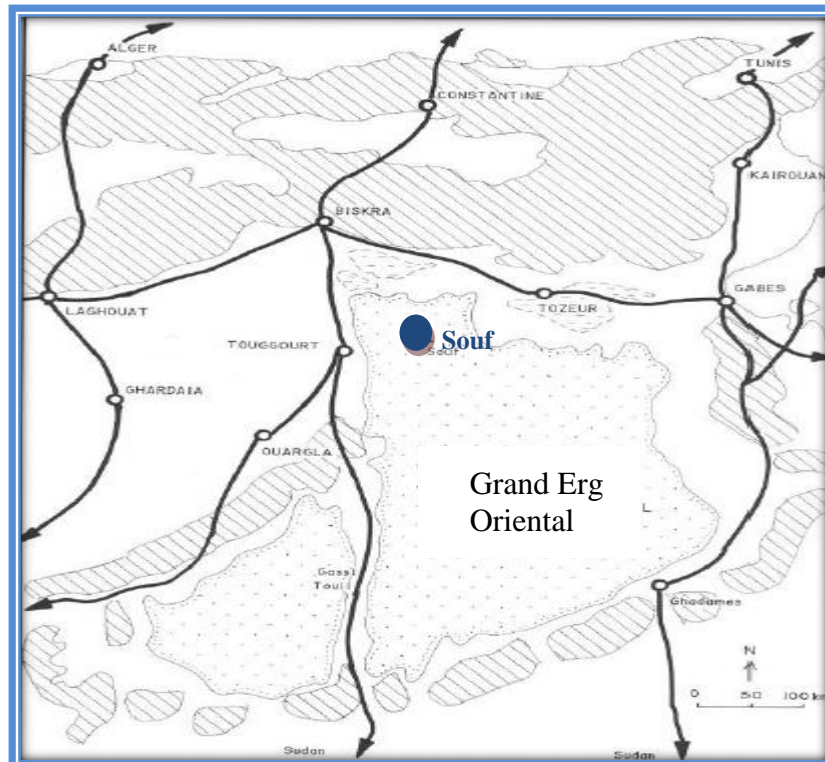 ALGER
TUNIS
CONSTANTINE
KAIROUAN
BISKRA
GABES
LAGHOUAT
TOZEUR
Souf
Souf
TOUGGOURT
GHARDAIA
OUARGLA
Grand Erg
Oriental
L
Gassi
Touil
Ghadames
N
0 50 100 km
Sudan
Sudan